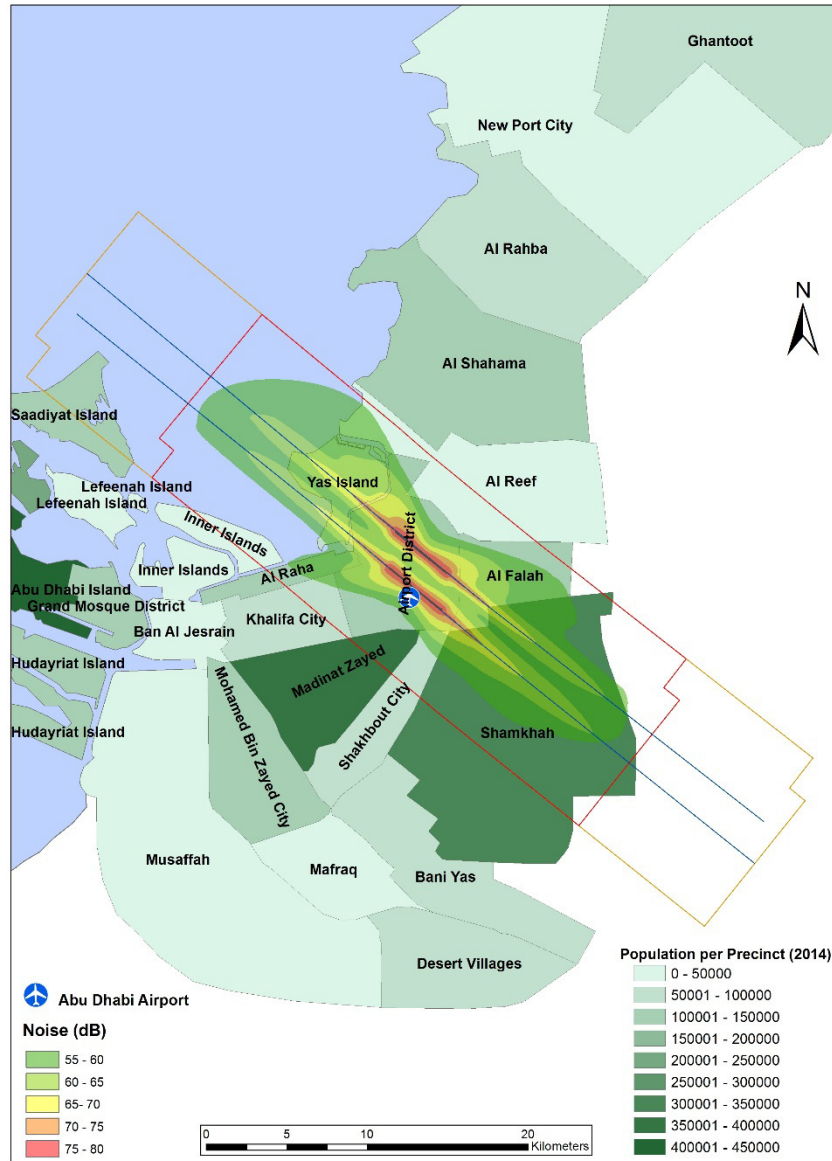 Ghantoot
New Port City
Al Rahba
N
Al Shahama
Saadiyat Island
Lefeenah Island
Lefeenah Island
Yas Island
Al Reef
Inner Islands
Inner Islands
Al Raha
Airport District
Al Falah
Abu Dhabi Island
Grand Mosque District
Khalifa City
Ban Al Jesrain
Hudayriat Island
Madinat Zayed
Mohamed Bin Zayed City
Shakhbout City
Hudayriat Island
Shamkhah
Musaffah
Mafraq
Bani Yas
Desert Villages
Abu Dhabi Airport
Noise (dB)
55 - 60
60 - 65
65- 70
70 - 75
75 - 80
0 5 10 20
Kilometers
Population per Precinct (2014)
0 - 50000
50001 - 100000
100001 - 150000
150001 - 200000
200001 - 250000
250001 - 300000
300001 - 350000
350001 - 400000
400001 - 450000